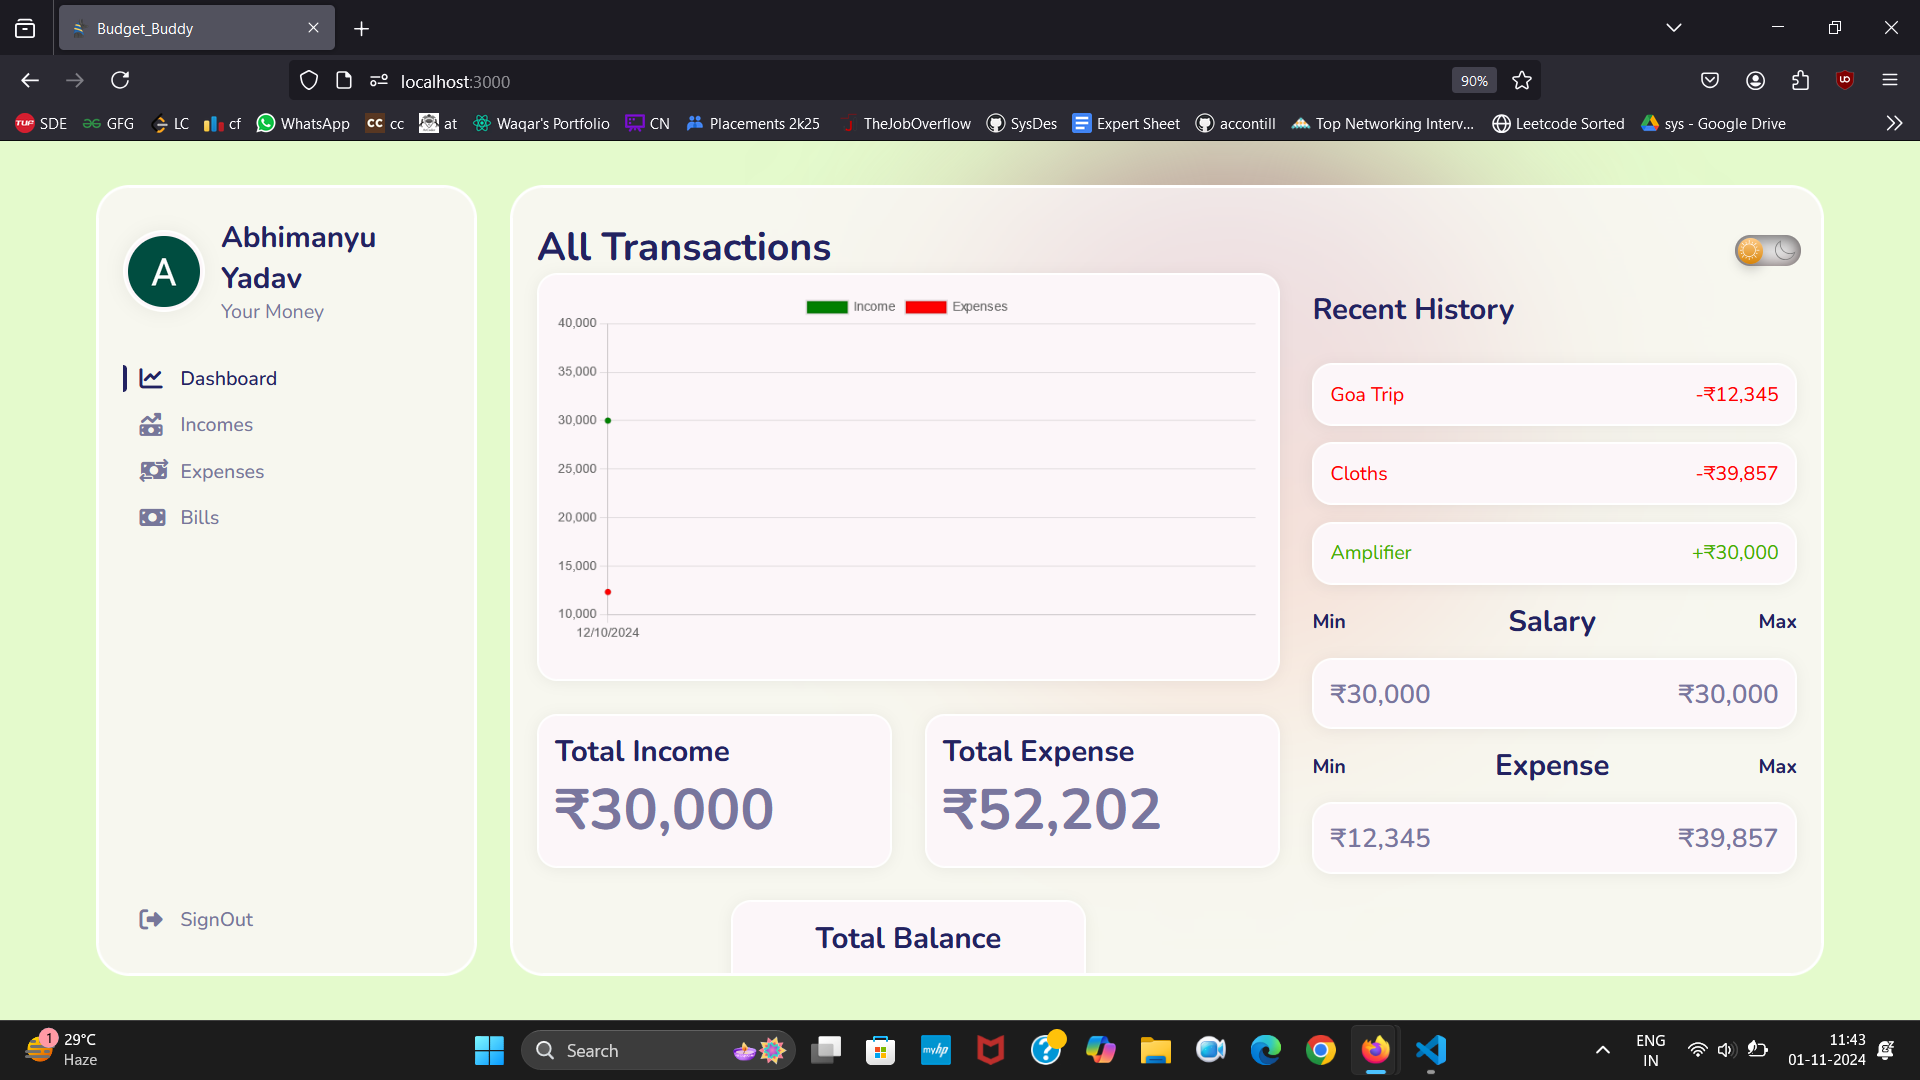 Budget_Buddy
localhost:3000
90%
SDE
GFG
LC
cf
WhatsApp
CC cc
at
Waqar's Portfolio
CN
Placements 2k25
TheJobOverflow
SysDes
Expert Sheet
accontill
Top Networking Interv...
Leetcode Sorted
sys - Google Drive
A
Abhimanyu
Yadav
Your Money
Dashboard
Incomes
Expenses
Bills
SignOut
All Transactions
Income
Expenses
40,000
35,000
30,000
25,000
20,000
15,000
10,000
12/10/2024
Total Income
₹30,000
Total Expense
₹52,202
Total Balance
Recent History
Goa Trip -₹12,345
Cloths -₹39,857
Amplifier +₹30,000
Min Salary Max
₹30,000 ₹30,000
Min Expense Max
₹12,345 ₹39,857
1
29°C
Haze
Search
myhp
ENG
IN
11:43
01-11-2024